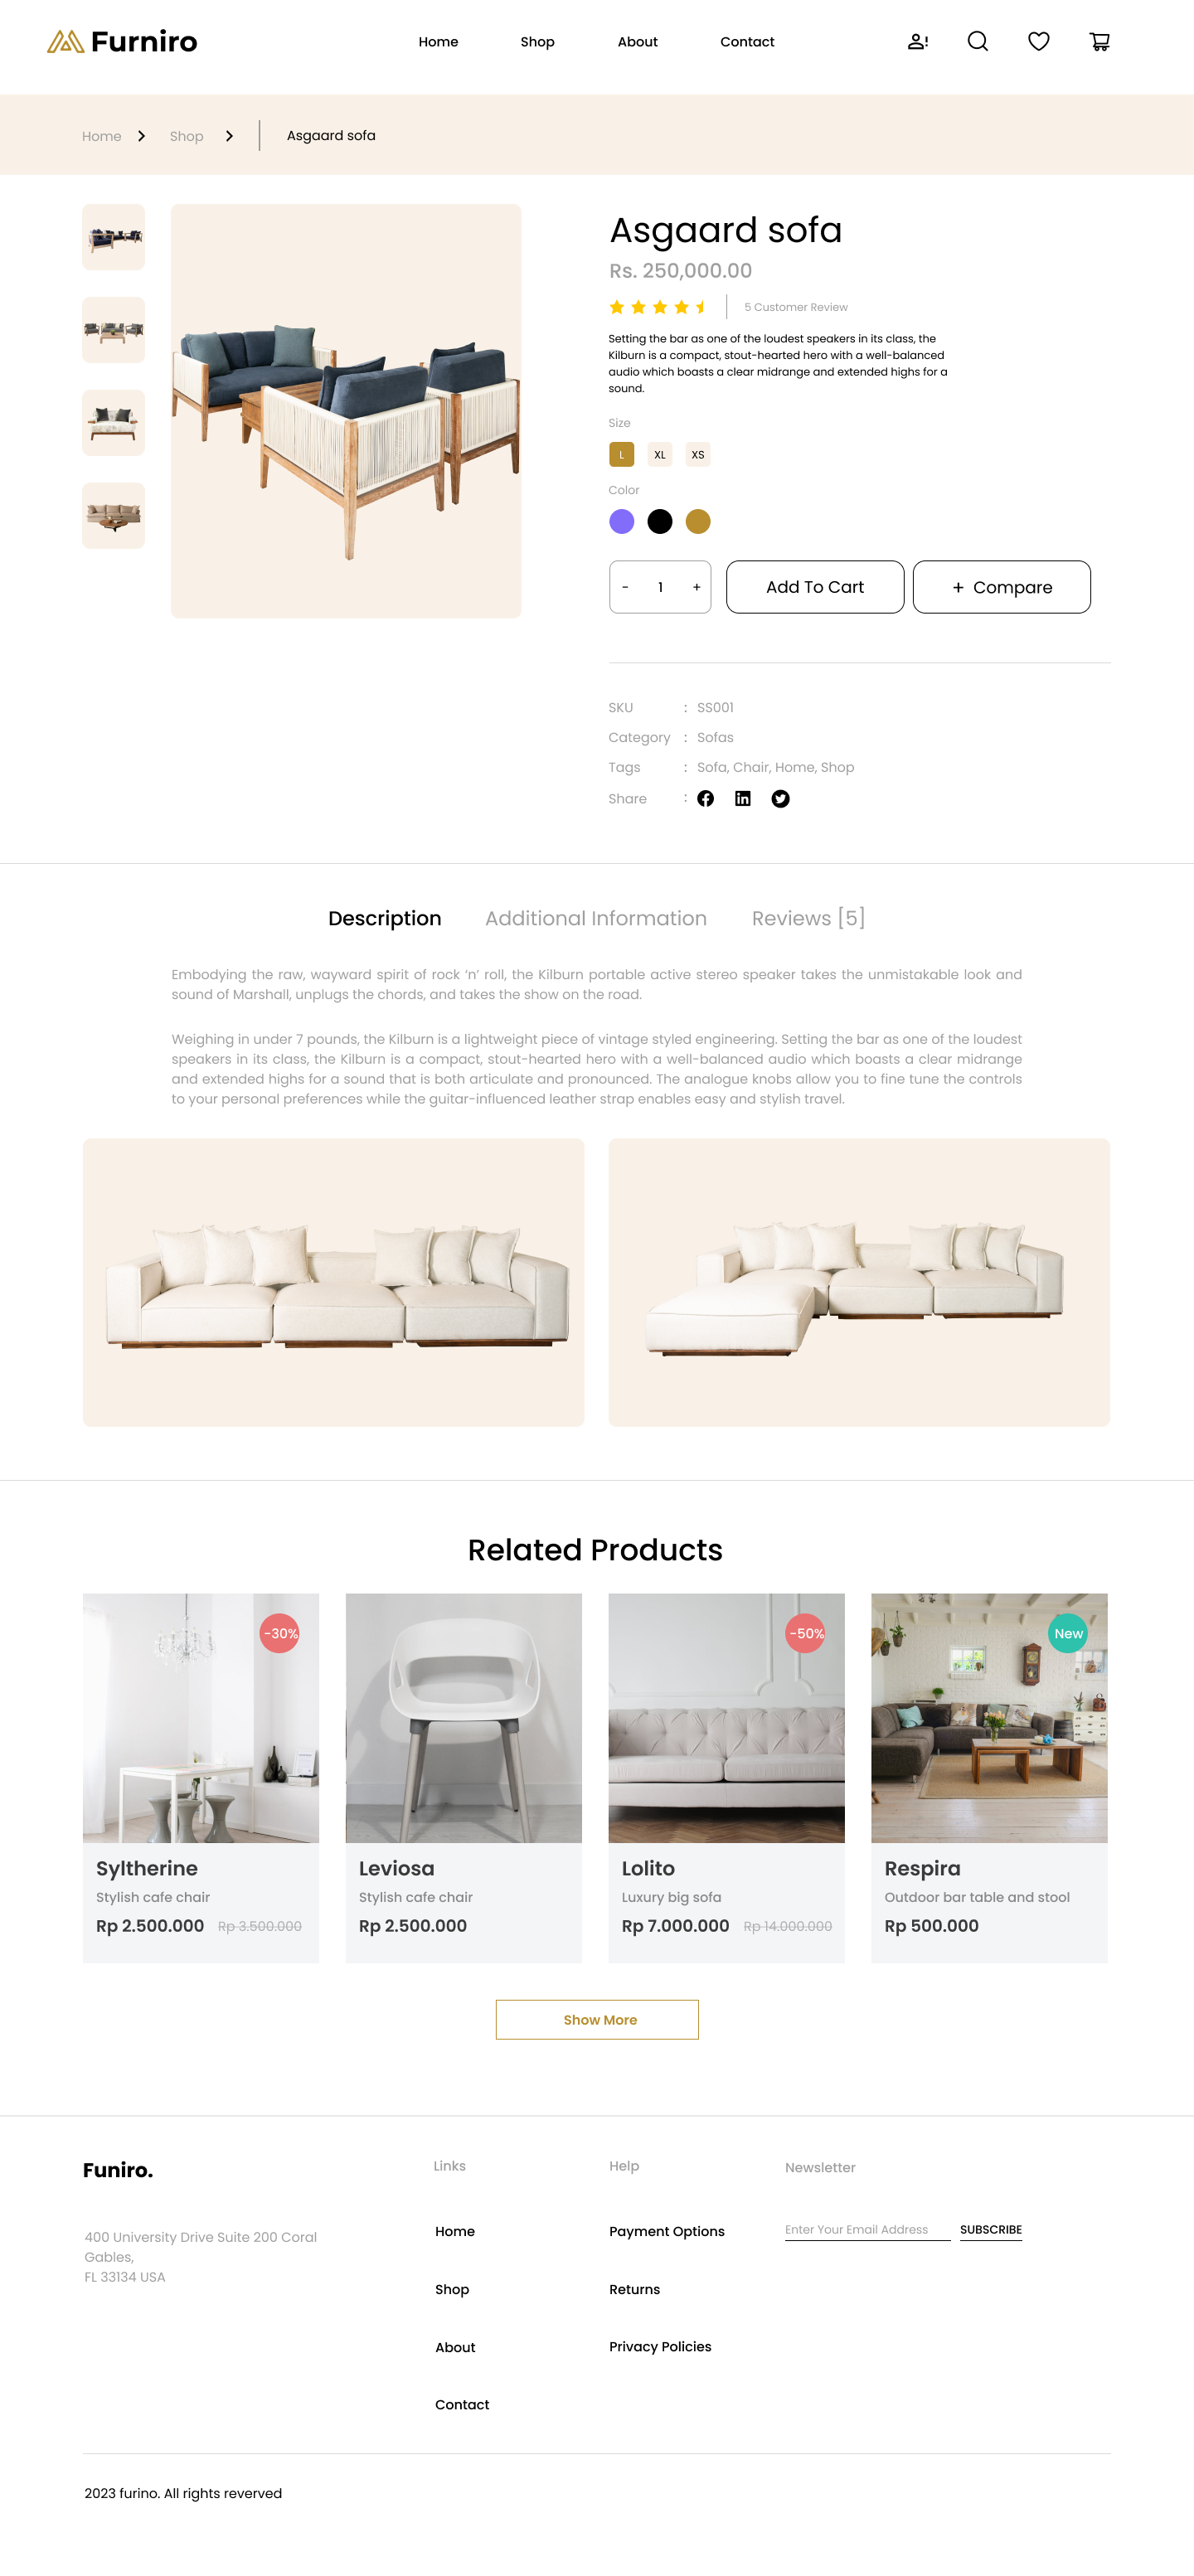 Furniro
Home
Shop
About
Contact
Home
Shop
Asgaard sofa
Asgaard sofa
Rs. 250,000.00
5 Customer Review
Setting the bar as one of the loudest speakers in its class, the
Kilburn is a compact, stout-hearted hero with a well-balanced
audio which boasts a clear midrange and extended highs for a
sound.
Size
L
XL
XS
Color
- 1 +
Add To Cart
+ Compare
SKU : SS001
Category : Sofas
Tags : Sofa, Chair, Home, Shop
Share :
Description
Additional Information
Reviews [5]
Embodying the raw, wayward spirit of rock ‘n’ roll, the Kilburn portable active stereo speaker takes the unmistakable look and
sound of Marshall, unplugs the chords, and takes the show on the road.
Weighing in under 7 pounds, the Kilburn is a lightweight piece of vintage styled engineering. Setting the bar as one of the loudest
speakers in its class, the Kilburn is a compact, stout-hearted hero with a well-balanced audio which boasts a clear midrange
and extended highs for a sound that is both articulate and pronounced. The analogue knobs allow you to fine tune the controls
to your personal preferences while the guitar-influenced leather strap enables easy and stylish travel.
Related Products
-30%
-50%
New
Syltherine
Stylish cafe chair
Rp 2.500.000 Rp 3.500.000
Leviosa
Stylish cafe chair
Rp 2.500.000
Lolito
Luxury big sofa
Rp 7.000.000 Rp 14.000.000
Respira
Outdoor bar table and stool
Rp 500.000
Show More
Funiro.
400 University Drive Suite 200 Coral
Gables,
FL 33134 USA
Links
Home
Shop
About
Contact
Help
Payment Options
Returns
Privacy Policies
Newsletter
Enter Your Email Address
SUBSCRIBE
2023 furino. All rights reverved